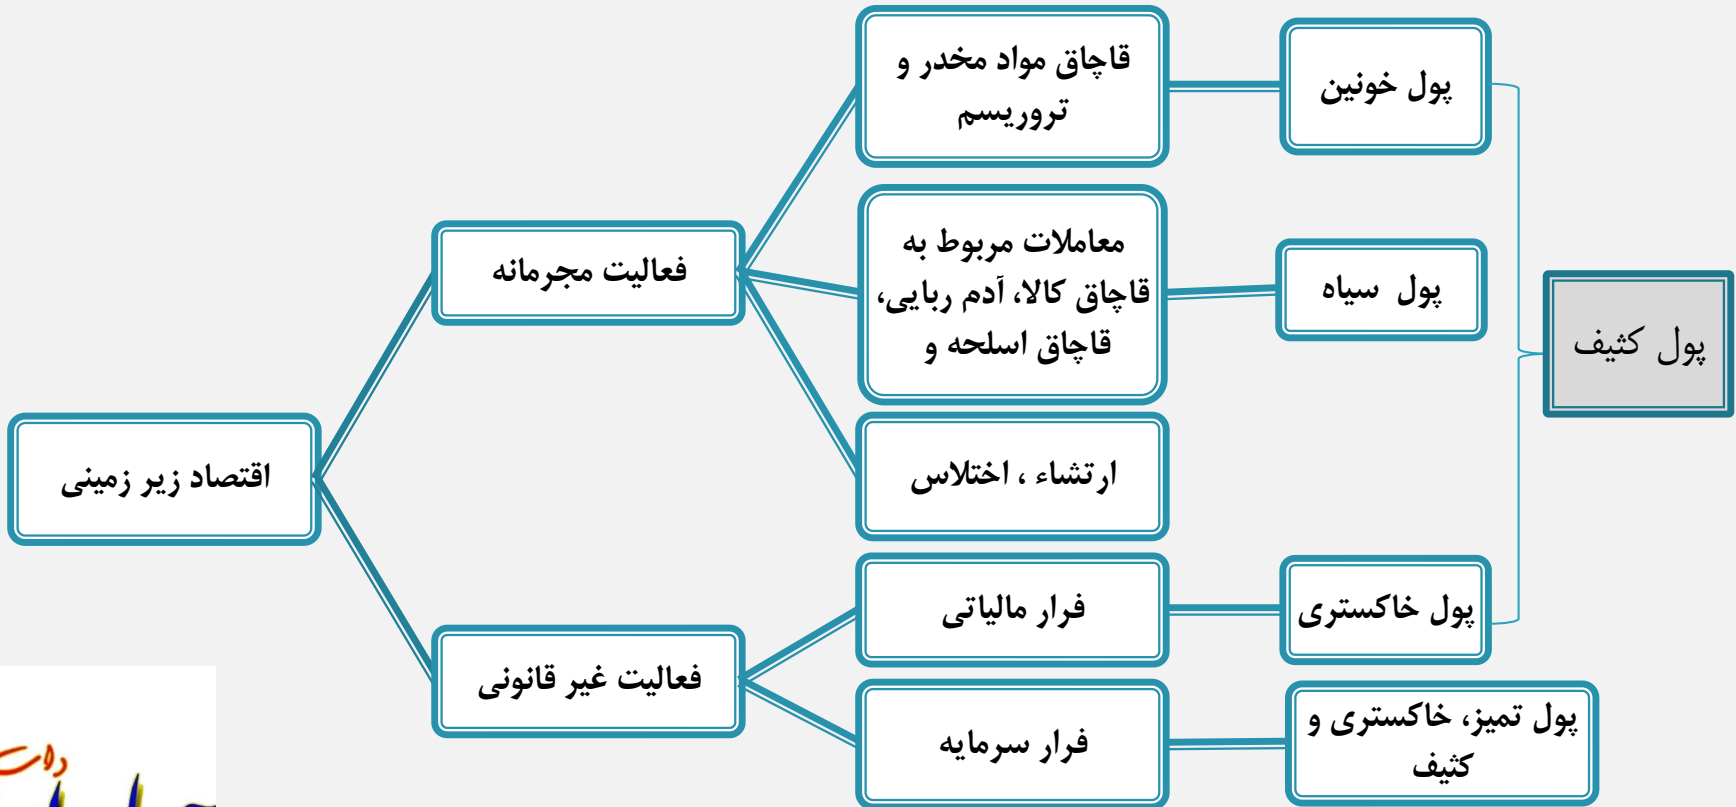 اقتصاد زیر زمینی
فعالیت مجرمانه
قاچاق مواد مخدر و
تروریسم
پول خونین
معاملات مربوط به
قاچاق کالا، آدم ربایی،
قاچاق اسلحه و
پول سیاه
ارتشاء ، اختلاس
فعالیت غیر قانونی
فرار مالیاتی
پول خاکستری
فرار سرمایه
پول تمیز، خاکستری و
کثیف
پول کثیف